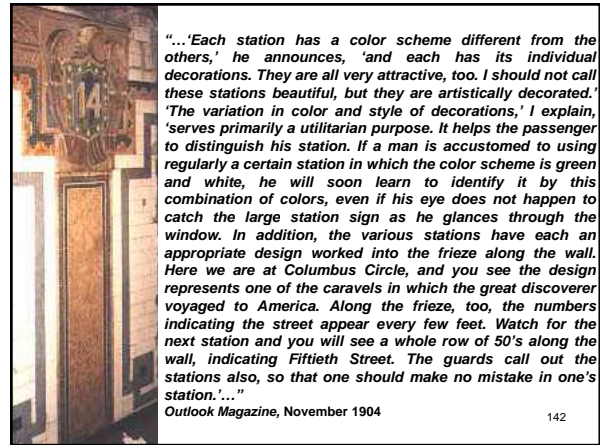 14
“…‘Each station has a color scheme different from the
others,’ he announces, ‘and each has its individual
decorations. They are all very attractive, too. I should not call
these stations beautiful, but they are artistically decorated.’
‘The variation in color and style of decorations,’ I explain,
‘serves primarily a utilitarian purpose. It helps the passenger
to distinguish his station. If a man is accustomed to using
regularly a certain station in which the color scheme is green
and white, he will soon learn to identify it by this
combination of colors, even if his eye does not happen to
catch the large station sign as he glances through the
window. In addition, the various stations have each an
appropriate design worked into the frieze along the wall.
Here we are at Columbus Circle, and you see the design
represents one of the caravels in which the great discoverer
voyaged to America. Along the frieze, too, the numbers
indicating the street appear every few feet. Watch for the
next station and you will see a whole row of 50’s along the
wall, indicating Fiftieth Street. The guards call out the
stations also, so that one should make no mistake in one’s
station.’…”
Outlook Magazine, November 1904
142